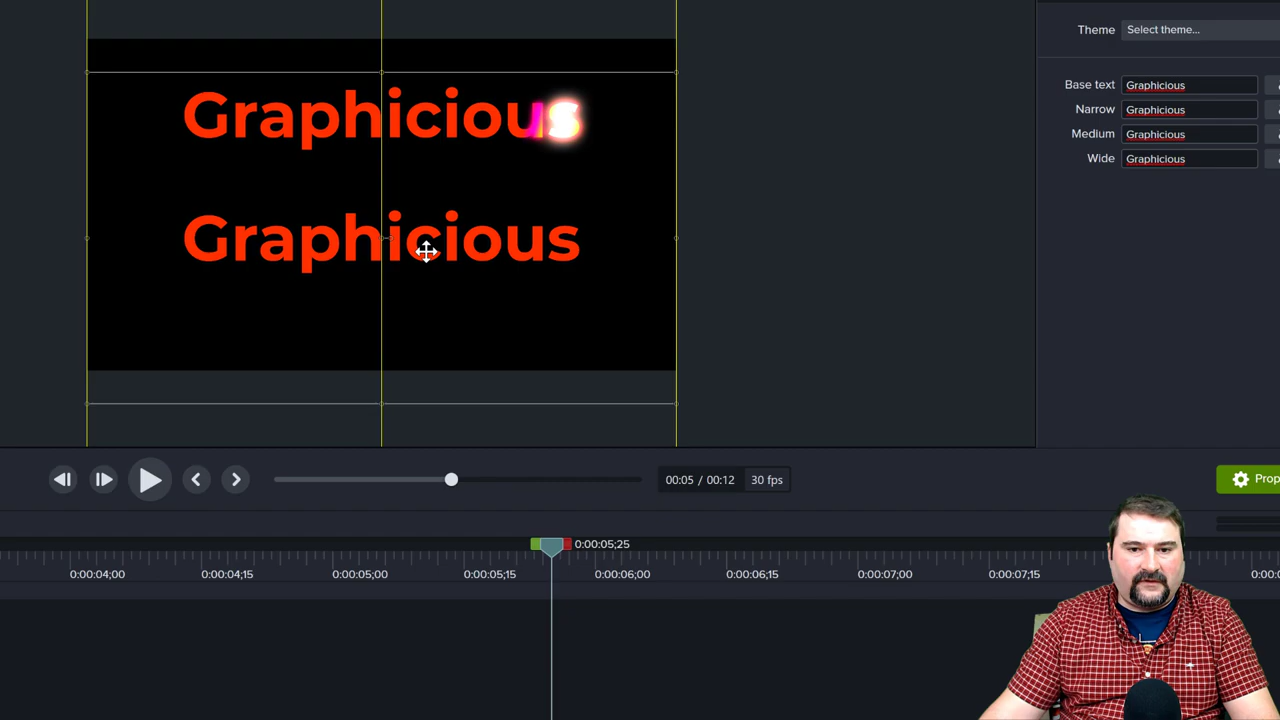 Theme Select theme...
Graphicious
Base text Graphicious
Narrow Graphicious
Medium Graphicious
Wide Graphicious
Graphicious
00:05 / 00:12 30 fps
Prop
0:00:05;25
0:00:04;00 0:00:04;15 0:00:05;00 0:00:05;15 0:00:06;00 0:00:06;15 0:00:07;00 0:00:07;15 0:00